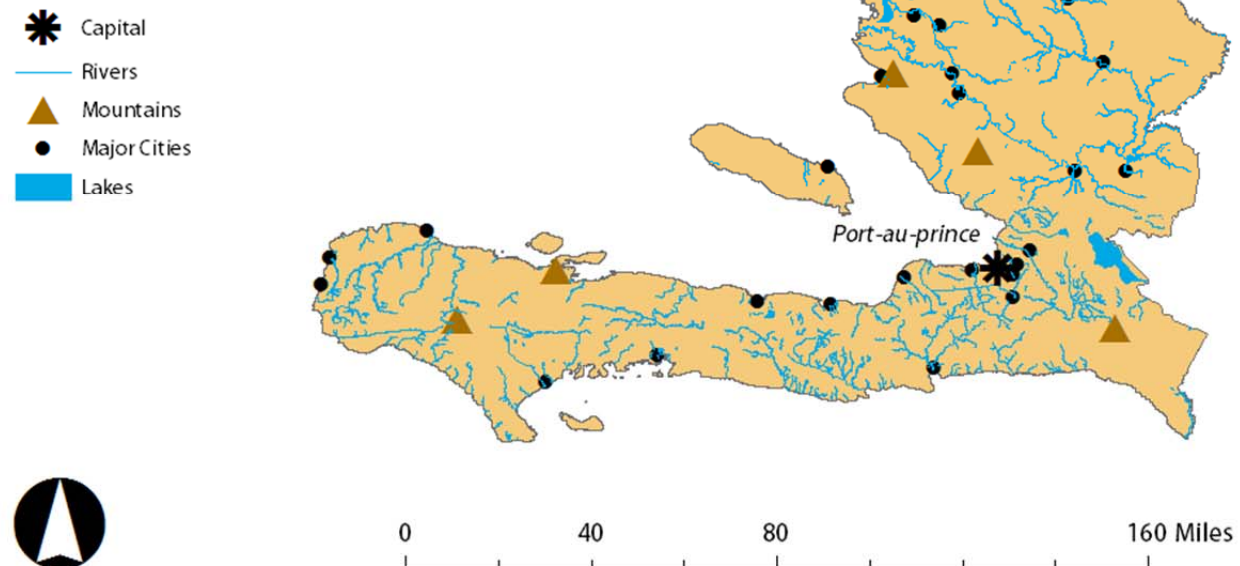 Capital
Rivers
Mountains
Major Cities
Lakes
Port-au-prince
0 40 80 160 Miles